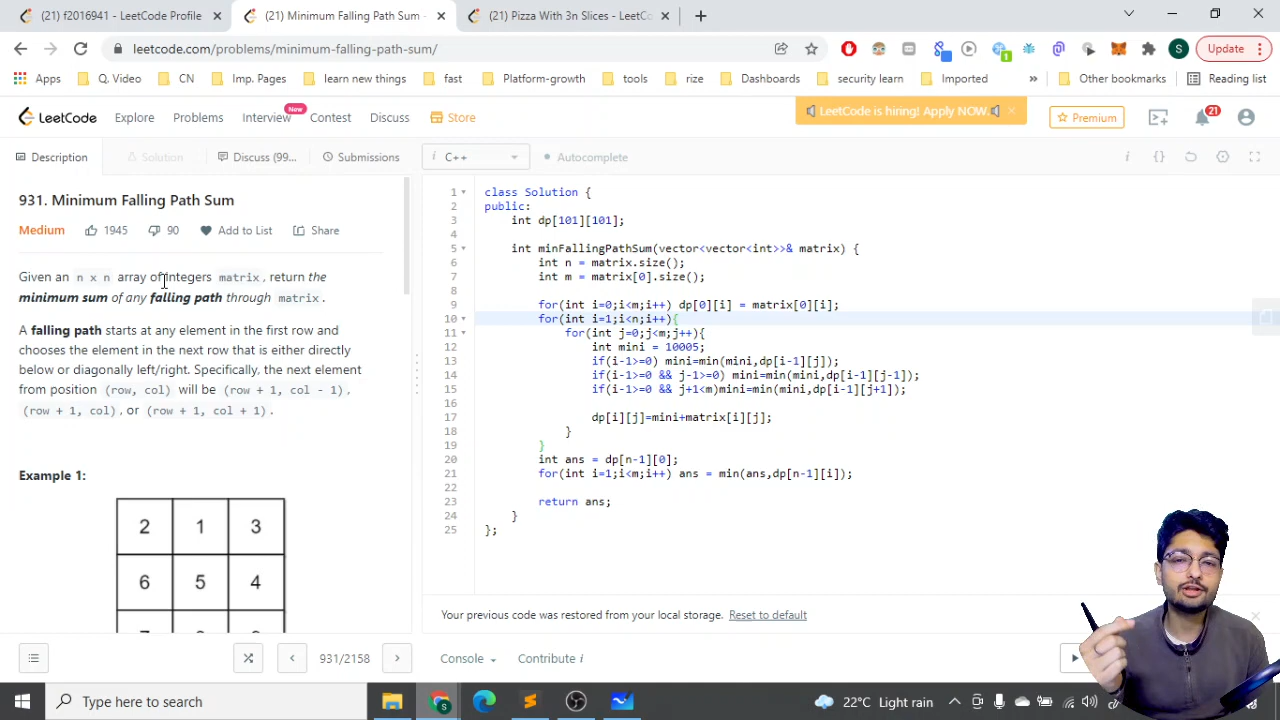 (21) f2016941 - LeetCode Profile
(21) Minimum Falling Path Sum -
(21) Pizza With 3n Slices - LeetCo
leetcode.com/problems/minimum-falling-path-sum/
Update
Apps
Q. Video
CN
Imp. Pages
learn new things
fast
Platform-growth
tools
rize
Dashboards
security learn
Imported
»
Other bookmarks
Reading list
LeetCode
Explore
Problems
Interview
New
Contest
Discuss
Store
LeetCode is hiring! Apply NOW.
Premium
21
Description
Solution
Discuss (99...
Submissions
i C++
Autocomplete
931. Minimum Falling Path Sum
Medium
1945
90
Add to List
Share
Given an n x n array of integers matrix, return the
minimum sum of any falling path through matrix.
A falling path starts at any element in the first row and
chooses the element in the next row that is either directly
below or diagonally left/right. Specifically, the next element
from position (row, col) will be (row + 1, col - 1),
(row + 1, col), or (row + 1, col + 1).
Example 1:
2 1 3
6 5 4
1 class Solution {
2 public:
3 int dp[101][101];
4
5 int minFallingPathSum(vector<vector<int>>& matrix) {
6 int n = matrix.size();
7 int m = matrix[0].size();
8
9 for(int i=0;i<m;i++) dp[0][i] = matrix[0][i];
10 for(int i=1;i<n;i++){
11 for(int j=0;j<m;j++){
12 int mini = 10005;
13 if(i-1>=0) mini=min(mini,dp[i-1][j]);
14 if(i-1>=0 && j-1>=0) mini=min(mini,dp[i-1][j-1]);
15 if(i-1>=0 && j+1<m)mini=min(mini,dp[i-1][j+1]);
16
17 dp[i][j]=mini+matrix[i][j];
18 }
19 }
20 int ans = dp[n-1][0];
21 for(int i=1;i<m;i++) ans = min(ans,dp[n-1][i]);
22
23 return ans;
24 }
25 };
Your previous code was restored from your local storage. Reset to default
931/2158
Console
Contribute i
Type here to search
22°C Light rain